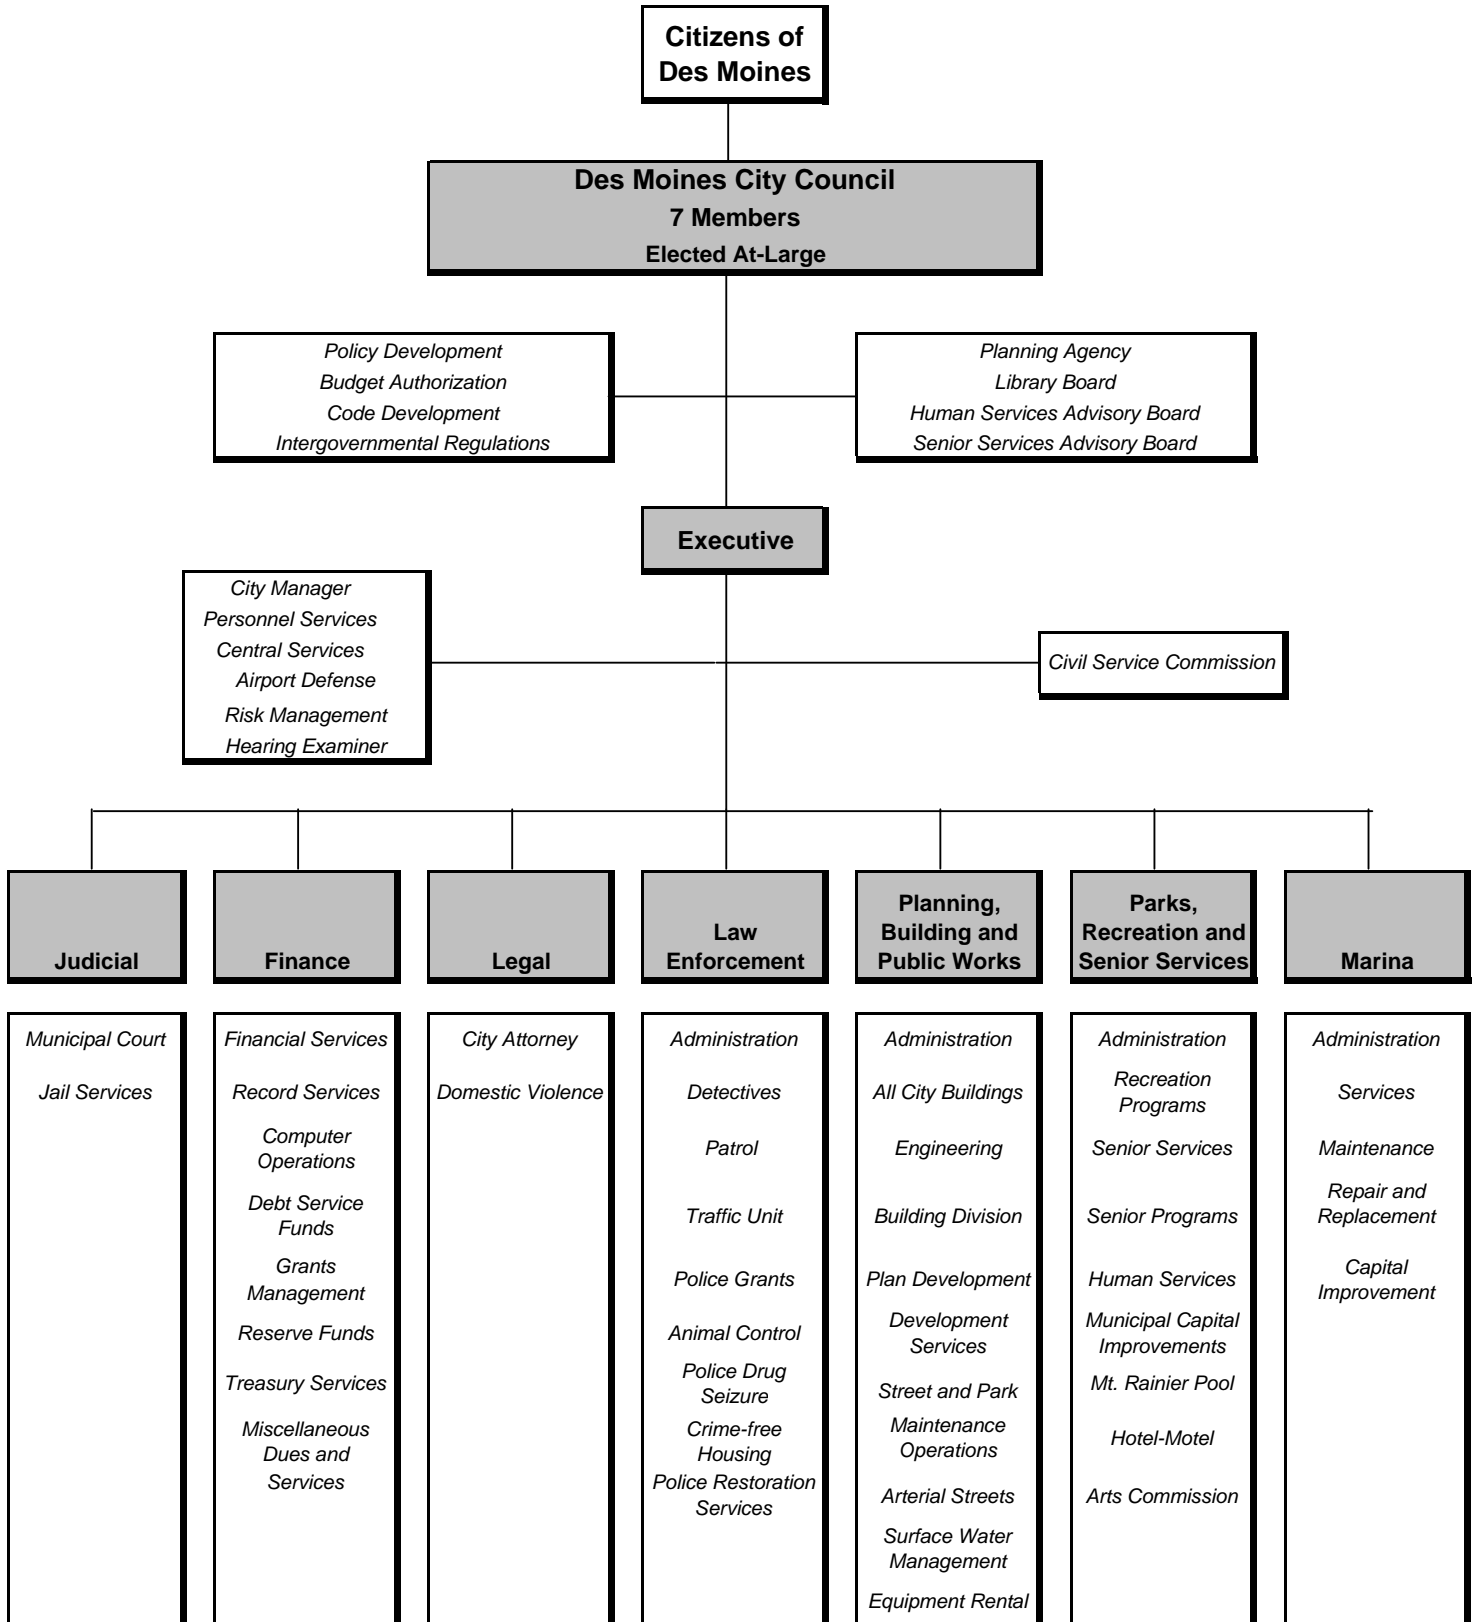 Citizens of
Des Moines
Des Moines City Council
7 Members
Elected At-Large
Policy Development
Budget Authorization
Code Development
Intergovernmental Regulations
Planning Agency
Library Board
Human Services Advisory Board
Senior Services Advisory Board
Executive
City Manager
Personnel Services
Central Services
Airport Defense
Risk Management
Hearing Examiner
Civil Service Commission
Judicial
Municipal Court
Jail Services
Finance
Financial Services
Record Services
Computer
Operations
Debt Service
Funds
Grants
Management
Reserve Funds
Treasury Services
Miscellaneous
Dues and
Services
Legal
City Attorney
Domestic Violence
Law
Enforcement
Administration
Detectives
Patrol
Traffic Unit
Police Grants
Animal Control
Police Drug
Seizure
Crime-free
Housing
Police Restoration
Services
Planning,
Building and
Public Works
Administration
All City Buildings
Engineering
Building Division
Plan Development
Development
Services
Street and Park
Maintenance
Operations
Arterial Streets
Surface Water
Management
Equipment Rental
Parks,
Recreation and
Senior Services
Administration
Recreation
Programs
Senior Services
Senior Programs
Human Services
Municipal Capital
Improvements
Mt. Rainier Pool
Hotel-Motel
Arts Commission
Marina
Administration
Services
Maintenance
Repair and
Replacement
Capital
Improvement